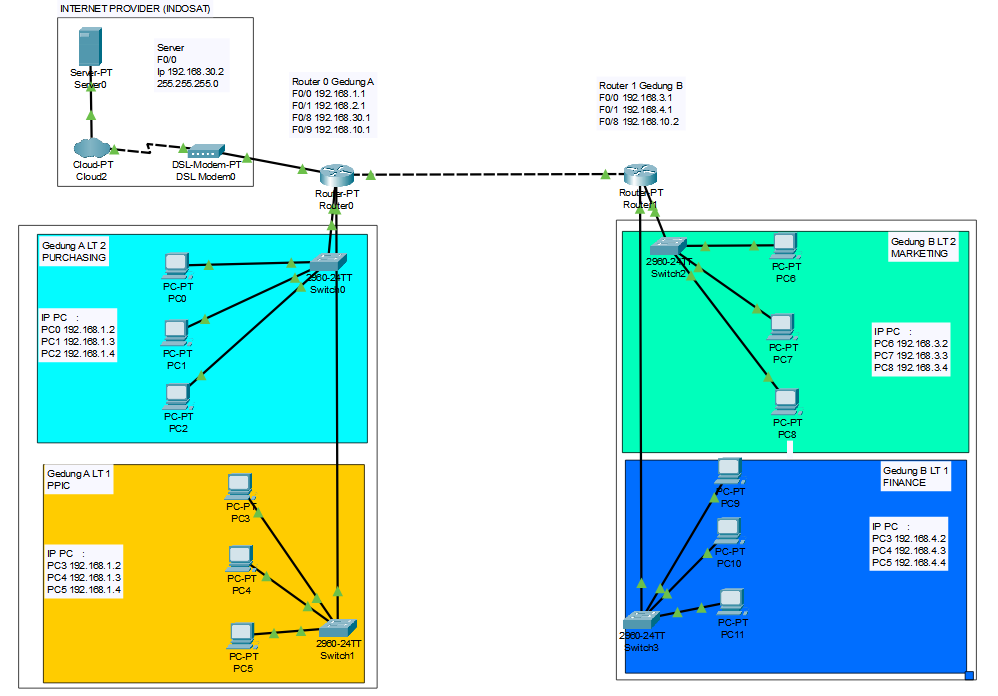 INTERNET PROVIDER (INDOSAT)
Server-PT
Server0
Server
F0/0
Ip 192.168.30.2
255.255.255.0
Cloud-PT
Cloud2
DSL-Modem-PT
DSL Modem0
Router 0 Gedung A
F0/0 192.168.1.1
F0/1 192.168.2.1
F0/8 192.168.30.1
F0/9 192.168.10.1
Router-PT
Router0
Router 1 Gedung B
F0/0 192.168.3.1
F0/1 192.168.4.1
F0/8 192.168.10.2
Router-PT
Router1
Gedung A LT 2
PURCHASING
PC-PT
PC0
2960-24TT
Switch0
IP PC :
PC0 192.168.1.2
PC1 192.168.1.3
PC2 192.168.1.4
PC-PT
PC1
PC-PT
PC2
Gedung A LT 1
PPIC
PC-PT
PC3
IP PC :
PC3 192.168.1.2
PC4 192.168.1.3
PC5 192.168.1.4
PC-PT
PC4
PC-PT
PC5
2960-24TT
Switch1
Gedung B LT 2
MARKETING
2960-24TT
Switch2
PC-PT
PC6
PC-PT
PC7
IP PC :
PC6 192.168.3.2
PC7 192.168.3.3
PC8 192.168.3.4
PC-PT
PC8
Gedung B LT 1
FINANCE
PC-PT
PC9
PC-PT
PC10
IP PC :
PC3 192.168.4.2
PC4 192.168.4.3
PC5 192.168.4.4
PC-PT
PC11
2960-24TT
Switch3